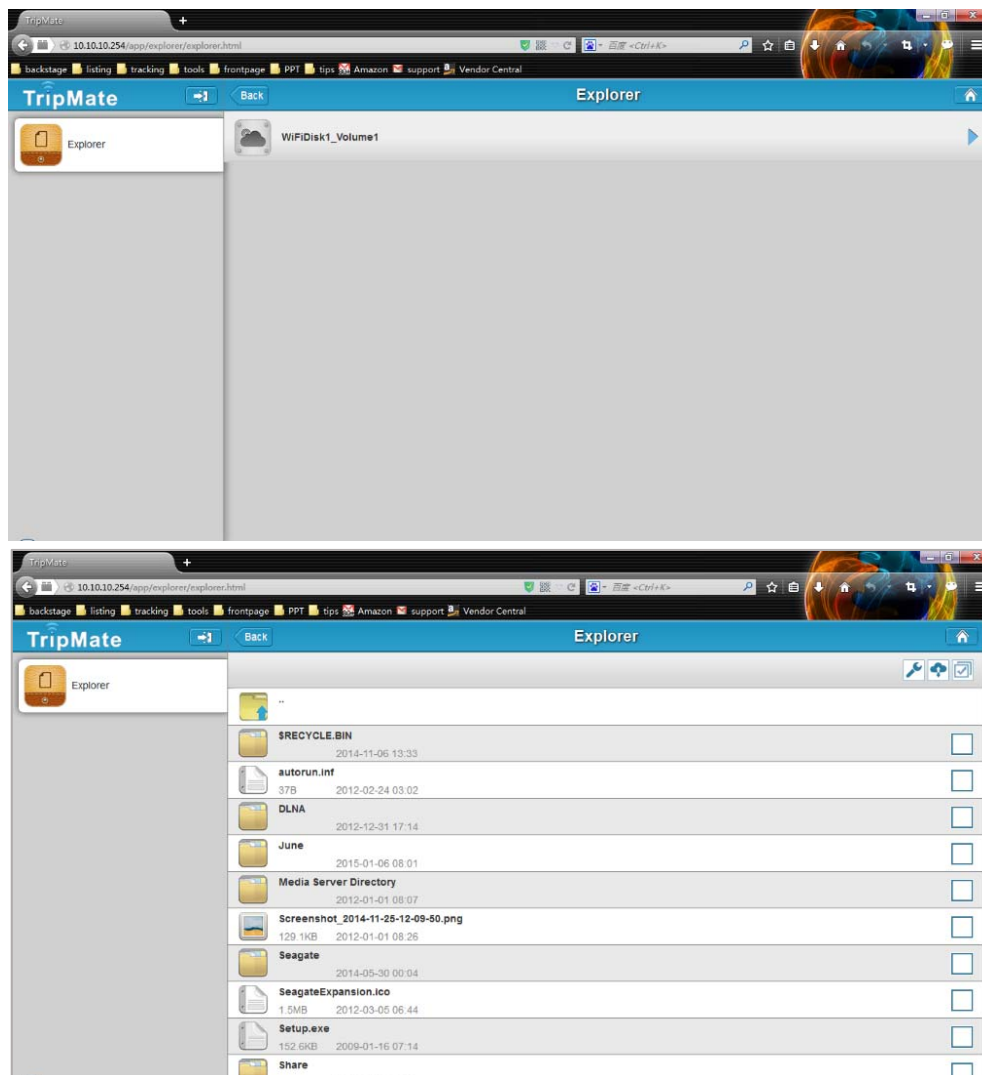 TripMate +
10.10.10.254/app/explorer/explorer.html 百度 <Ctrl+K>
backstage listing tracking tools frontpage PPT tips Amazon support Vendor Central
TripMate Back Explorer
Explorer
WiFiDisk1_Volume1
TripMate +
10.10.10.254/app/explorer/explorer.html 百度 <Ctrl+K>
backstage listing tracking tools frontpage PPT tips Amazon support Vendor Central
TripMate Back Explorer
Explorer
..
$RECYCLE.BIN
2014-11-06 13:33
autorun.inf
37B 2012-02-24 03:02
DLNA
2012-12-31 17:14
June
2015-01-06 08:01
Media Server Directory
2012-01-01 08:07
Screenshot_2014-11-25-12-09-50.png
129.1KB 2012-01-01 08:26
Seagate
2014-05-30 00:04
SeagateExpansion.ico
1.5MB 2012-03-05 06:44
Setup.exe
152.6KB 2009-01-16 07:14
Share